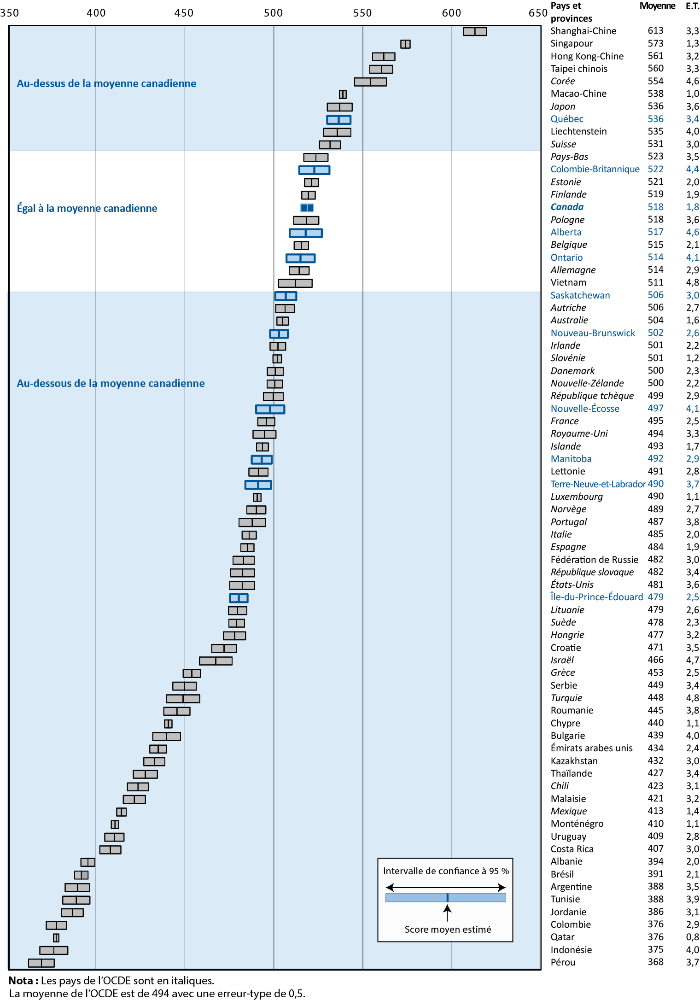 350 400 450 500 550 600 650 Pays et Moyenne E.T.
provinces
Shanghai-Chine 613 3,3
Singapour 573 1,3
Hong Kong-Chine 561 3,2
Taipei chinois 560 3,3
Au-dessus de la moyenne canadienne
Corée 554 4,6
Macao-Chine 538 1,0
Japon 536 3,6
Québec 536 3,4
Liechtenstein 535 4,0
Suisse 531 3,0
Pays-Bas 523 3,5
Colombie-Britannique 522 4,4
Estonie 521 2,0
Finlande 519 1,9
Égal à la moyenne canadienne
Canada 518 1,8
Pologne 518 3,6
Alberta 517 4,6
Belgique 515 2,1
Ontario 514 4,1
Allemagne 514 2,9
Vietnam 511 4,8
Saskatchewan 506 3,0
Autriche 506 2,7
Australie 504 1,6
Nouveau-Brunswick 502 2,6
Irlande 501 2,2
Slovénie 501 1,2
Danemark 500 2,3
Au-dessous de la moyenne canadienne
Nouvelle-Zélande 500 2,2
République tchèque 499 2,9
Nouvelle-Écosse 497 4,1
France 495 2,5
Royaume-Uni 494 3,3
Islande 493 1,7
Manitoba 492 2,9
Lettonie 491 2,8
Terre-Neuve-et-Labrador 490 3,7
Luxembourg 490 1,1
Norvège 489 2,7
Portugal 487 3,8
Italie 485 2,0
Espagne 484 1,9
Fédération de Russie 482 3,0
République slovaque 482 3,4
États-Unis 481 3,6
Île-du-Prince-Édouard 479 2,5
Lituanie 479 2,6
Suède 478 2,3
Hongrie 477 3,2
Croatie 471 3,5
Israël 466 4,7
Grèce 453 2,5
Serbie 449 3,4
Turquie 448 4,8
Roumanie 445 3,8
Chypre 440 1,1
Bulgarie 439 4,0
Émirats arabes unis 434 2,4
Kazakhstan 432 3,0
Thaïlande 427 3,4
Chili 423 3,1
Malaisie 421 3,2
Mexique 413 1,4
Monténégro 410 1,1
Uruguay 409 2,8
Costa Rica 407 3,0
Albanie 394 2,0
Brésil 391 2,1
Argentine 388 3,5
Tunisie 388 3,9
Jordanie 386 3,1
Colombie 376 2,9
Qatar 376 0,8
Indonésie 375 4,0
Pérou 368 3,7
Intervalle de confiance à 95 %
Score moyen estimé
Nota : Les pays de l'OCDE sont en italiques.
La moyenne de l'OCDE est de 494 avec une erreur-type de 0,5.